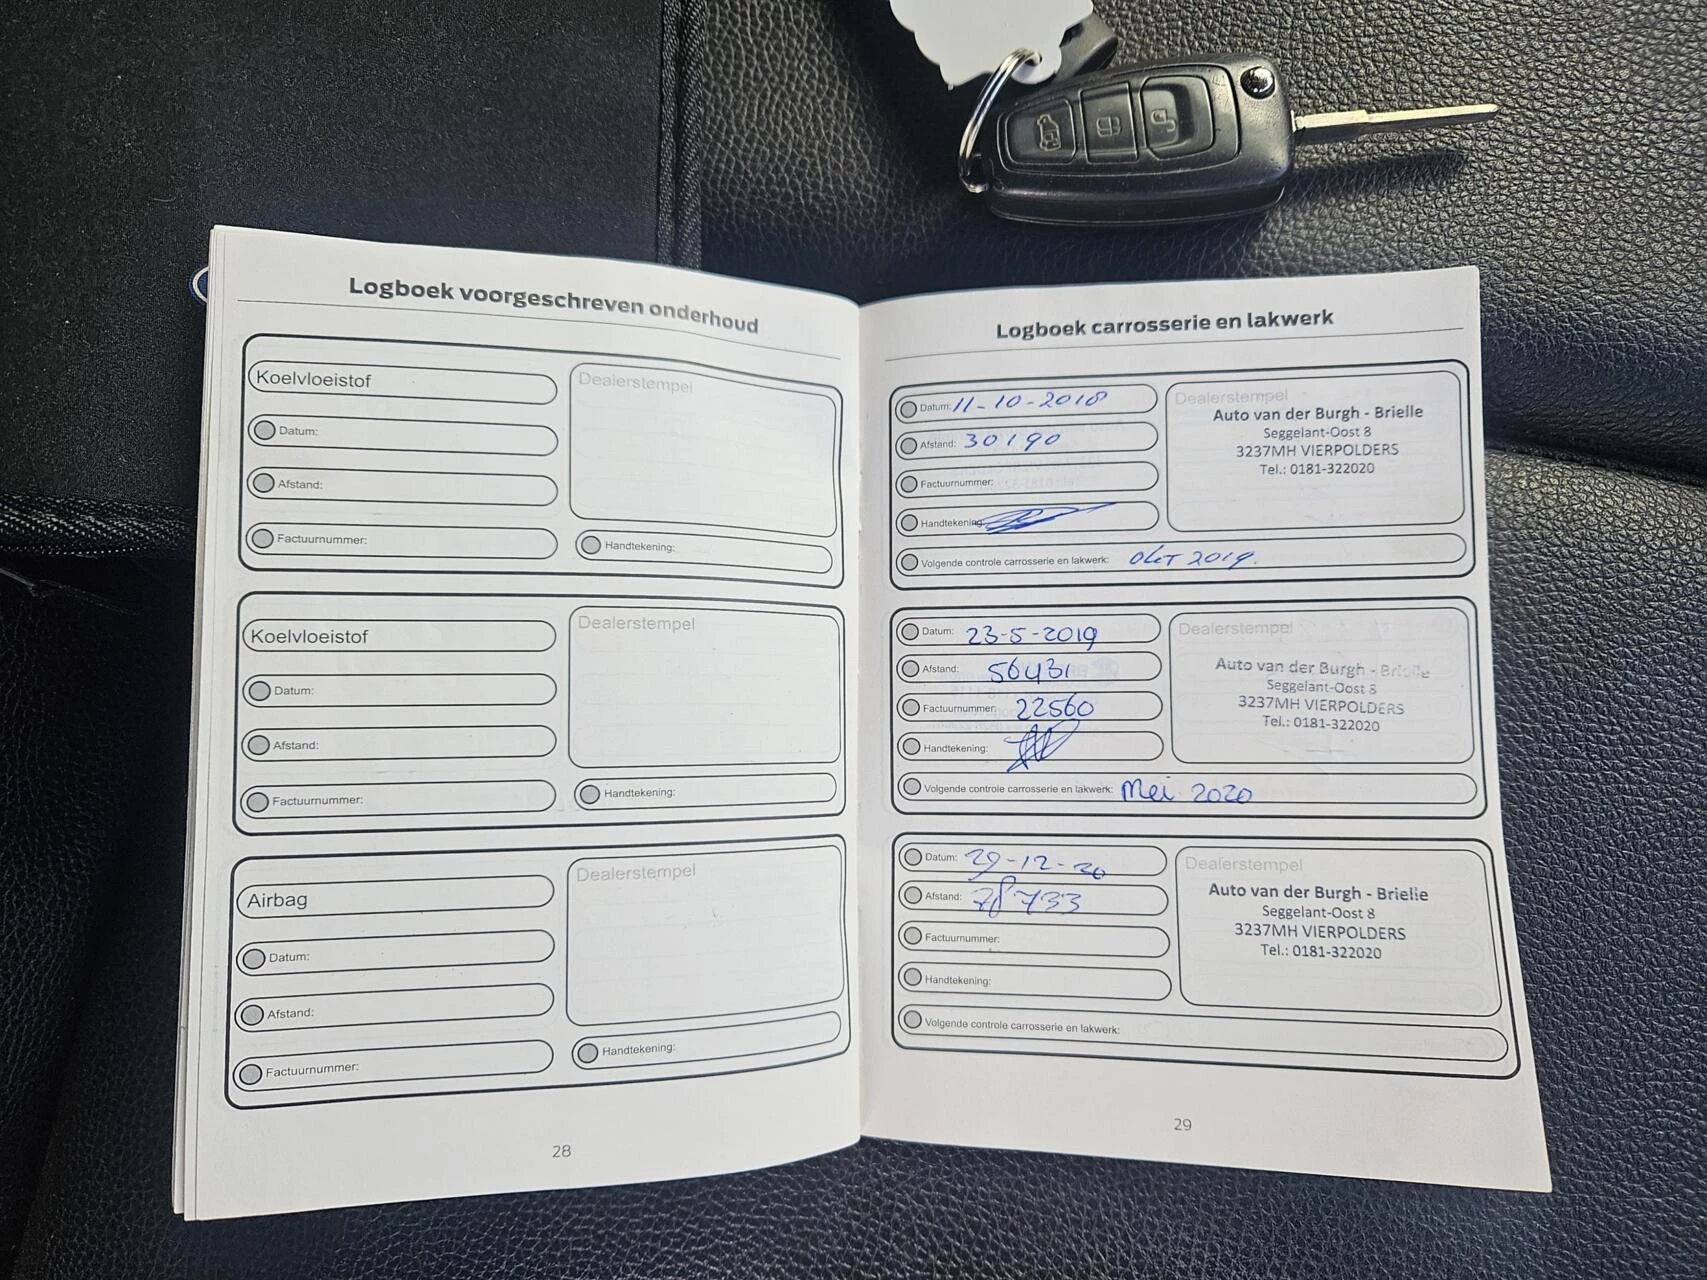 Logboek voorgeschreven onderhoud
Koelvloeistof
Dealerstempel
Datum:
Afstand:
Factuurnummer:
Handtekening:
Koelvloeistof
Dealerstempel
Datum:
Afstand:
Factuurnummer:
Handtekening:
Airbag
Dealerstempel
Datum:
Afstand:
Factuurnummer:
Handtekening:
28
Logboek carrosserie en lakwerk
Datum: 11-10-2018
Afstand: 30190
Factuurnummer:
Handtekening:
Dealerstempel
Auto van der Burgh - Brielle
Seggelant-Oost 8
3237MH VIERPOLDERS
Tel.: 0181-322020
Volgende controle carrosserie en lakwerk: okt 2019.
Datum: 23-5-2019
Afstand: 56431
Factuurnummer: 22560
Handtekening:
Dealerstempel
Auto van der Burgh - Brielle
Seggelant-Oost 8
3237MH VIERPOLDERS
Tel.: 0181-322020
Volgende controle carrosserie en lakwerk: Mei 2020
Datum: 29-12-20
Afstand: 78733
Factuurnummer:
Handtekening:
Dealerstempel
Auto van der Burgh - Brielle
Seggelant-Oost 8
3237MH VIERPOLDERS
Tel.: 0181-322020
Volgende controle carrosserie en lakwerk:
29